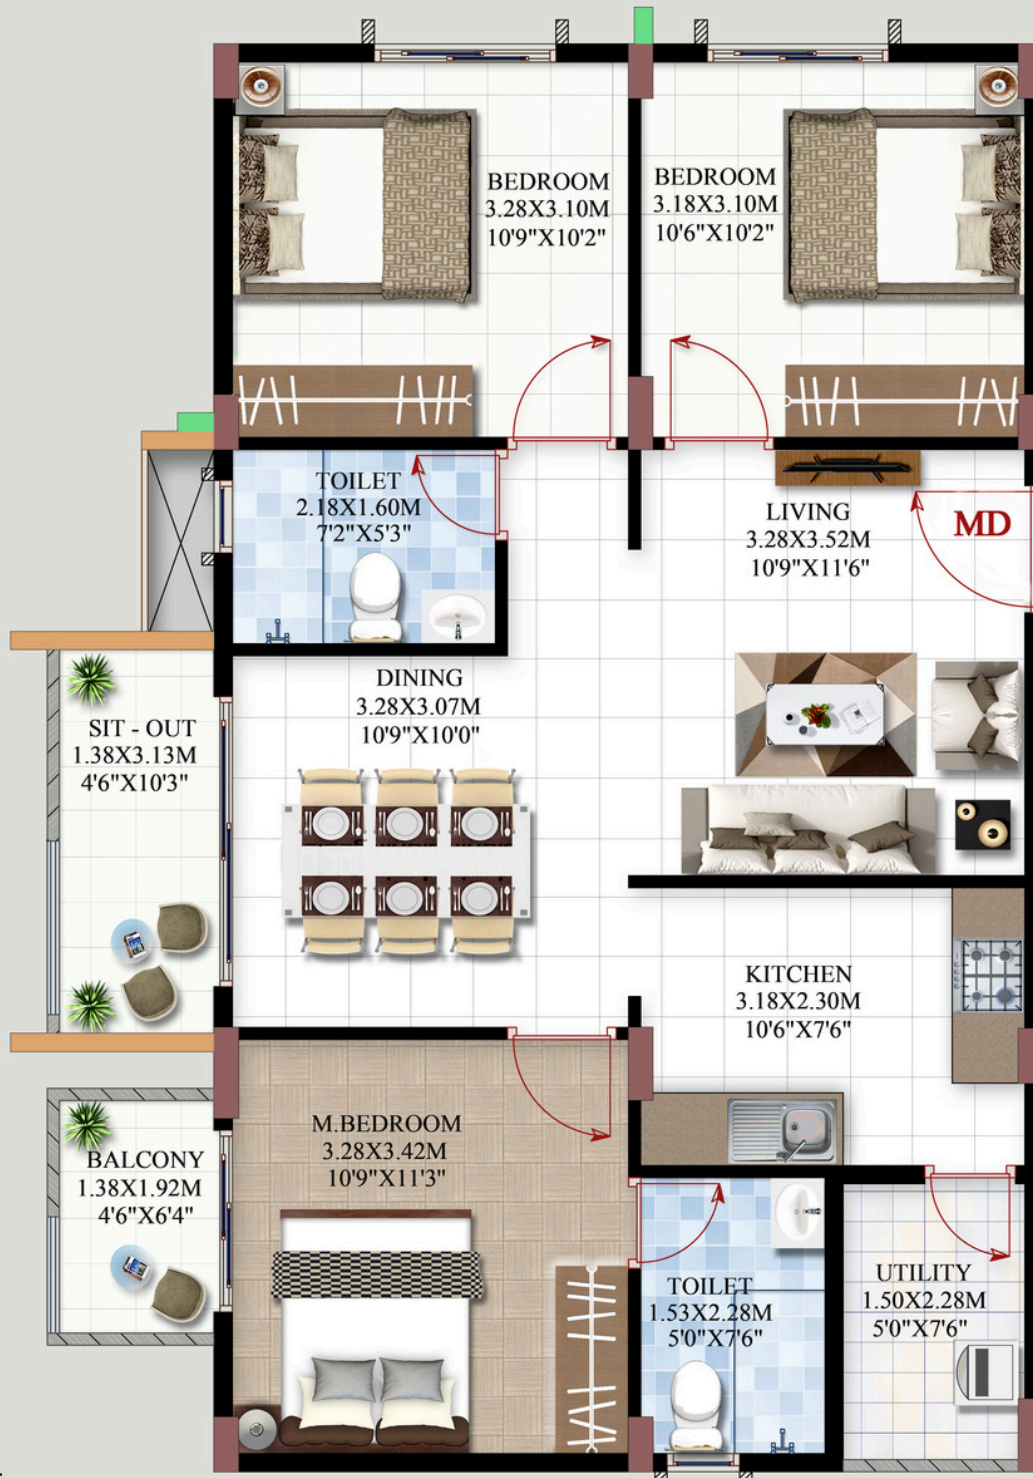 BEDROOM
3.28X3.10M
10'9"X10'2"
BEDROOM
3.18X3.10M
10'6"X10'2"
TOILET
2.18X1.60M
7'2"X5'3"
LIVING
3.28X3.52M
10'9"X11'6"
MD
DINING
3.28X3.07M
10'9"X10'0"
SIT - OUT
1.38X3.13M
4'6"X10'3"
KITCHEN
3.18X2.30M
10'6"X7'6"
M.BEDROOM
3.28X3.42M
10'9"X11'3"
BALCONY
1.38X1.92M
4'6"X6'4"
TOILET
1.53X2.28M
5'0"X7'6"
UTILITY
1.50X2.28M
5'0"X7'6"